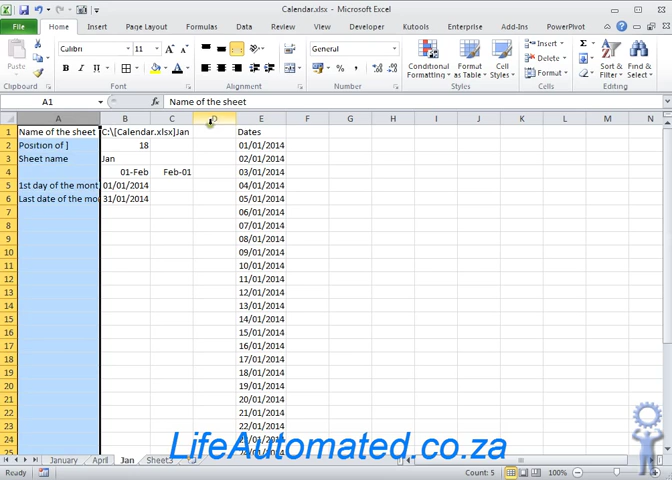 Calendar.xlsx - Microsoft Excel
File Home Insert Page Layout Formulas Data Review View Developer Kutools Enterprise Add-Ins PowerPivot
Paste Calibri 11 General Conditional Formatting Format as Table Cell Styles Insert Delete Format Sort & Filter Find & Select
Clipboard Font Alignment Number Styles Cells Editing
A1 fx Name of the sheet
A B C D E F G H I J K L M N
1 Name of the sheet C:\[Calendar.xlsx]Jan Dates
2 Position of ] 18 01/01/2014
3 Sheet name Jan 02/01/2014
4 01-Feb Feb-01 03/01/2014
5 1st day of the mont 01/01/2014 04/01/2014
6 Last date of the mo 31/01/2014 05/01/2014
7 06/01/2014
8 07/01/2014
9 08/01/2014
10 09/01/2014
11 10/01/2014
12 11/01/2014
13 12/01/2014
14 13/01/2014
15 14/01/2014
16 15/01/2014
17 16/01/2014
18 17/01/2014
19 18/01/2014
20 19/01/2014
21 20/01/2014
22 21/01/2014
23 22/01/2014
24
25
LifeAutomated.co.za
January April Jan Sheet3
Ready Count: 5 100%